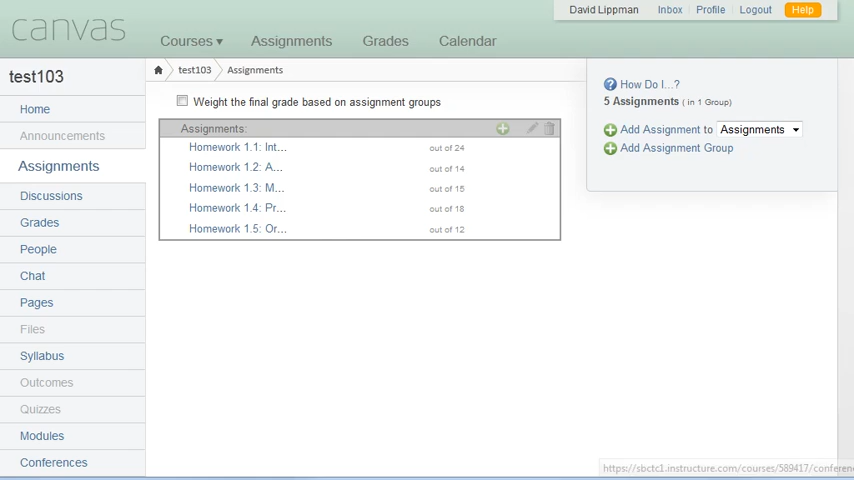 David Lippman Inbox Profile Logout Help
canvas
Courses Assignments Grades Calendar
test103
test103 Assignments
Home
Announcements
Assignments
Discussions
Grades
People
Chat
Pages
Files
Syllabus
Outcomes
Quizzes
Modules
Conferences
Weight the final grade based on assignment groups
Assignments:
Homework 1.1: Int... out of 24
Homework 1.2: A... out of 14
Homework 1.3: M... out of 15
Homework 1.4: Pr... out of 18
Homework 1.5: Or... out of 12
How Do I...?
5 Assignments ( in 1 Group)
Add Assignment to Assignments
Add Assignment Group
https://sbctc1.instructure.com/courses/589417/conferen